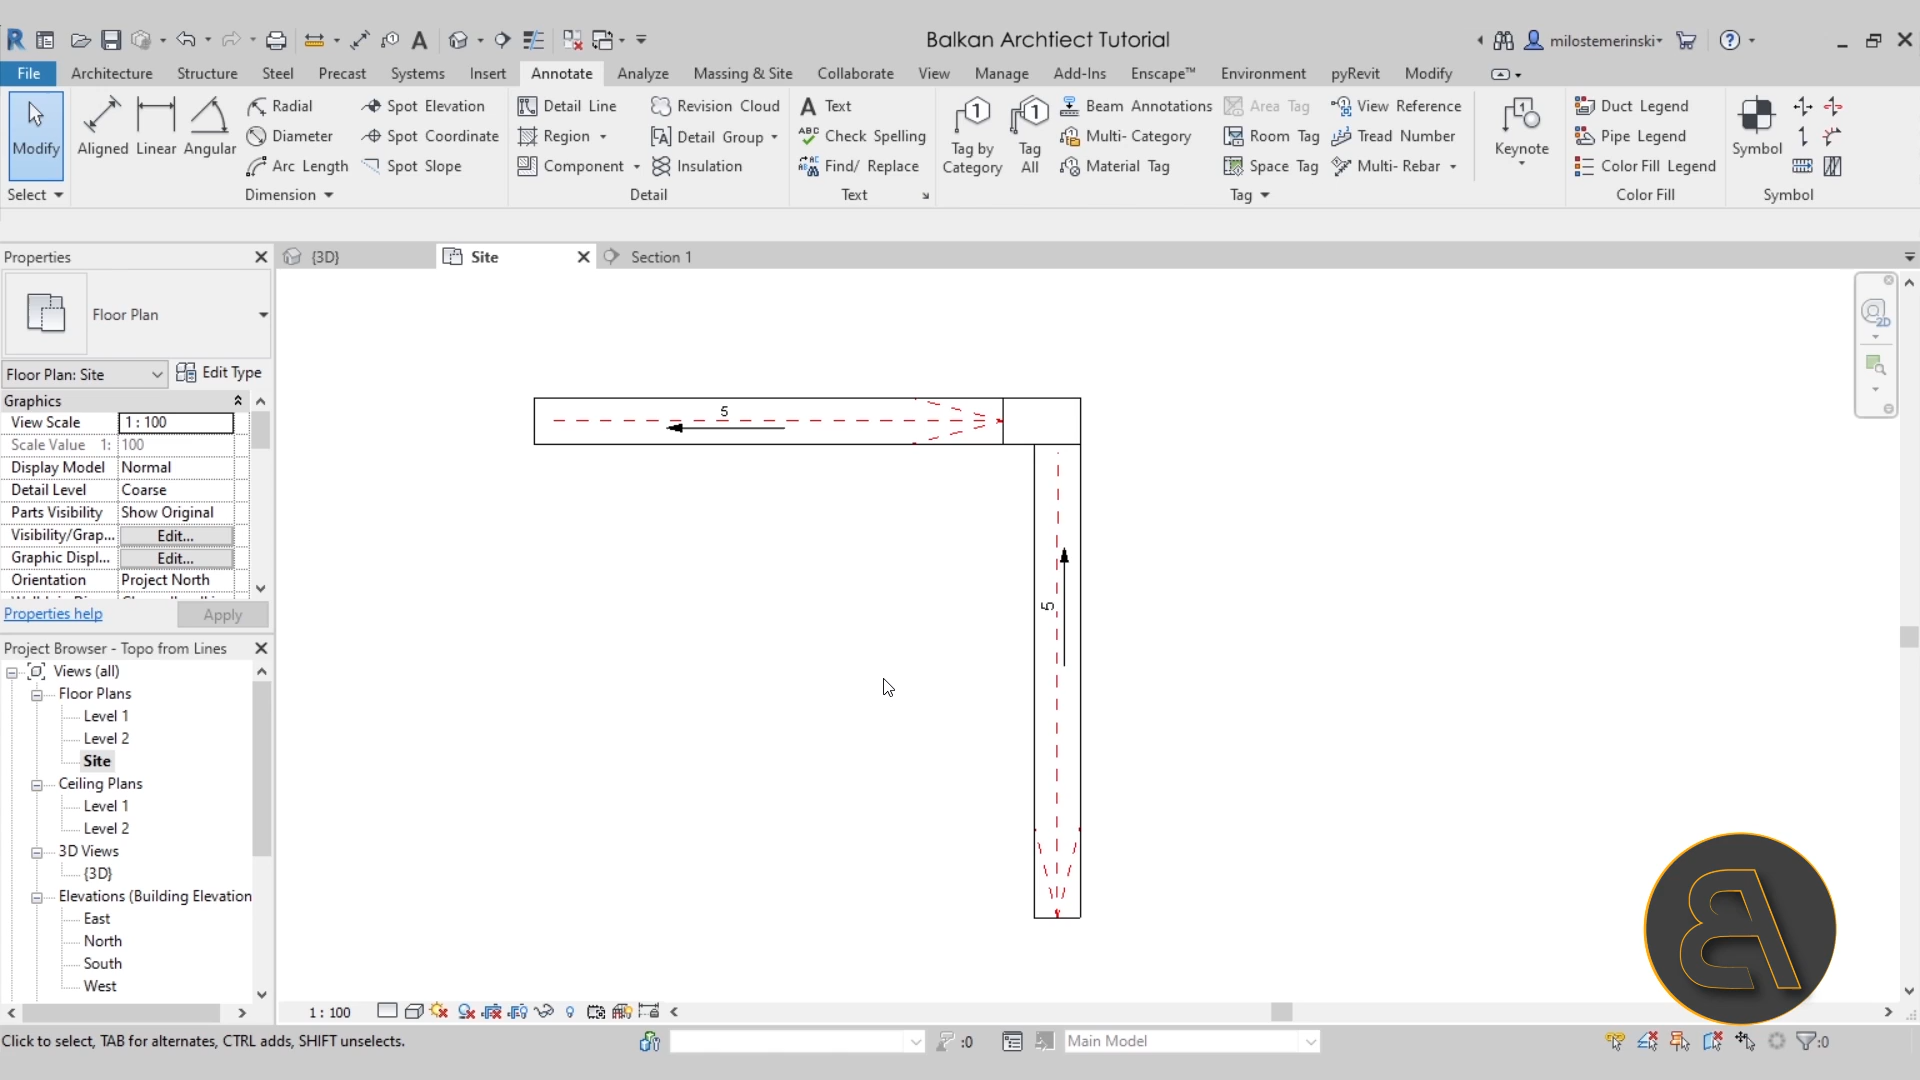 Balkan Archtiect Tutorial
milostemerinski
File Architecture Structure Steel Precast Systems Insert Annotate Analyze Massing & Site Collaborate View Manage Add-Ins Enscape™ Environment pyRevit Modify
Modify Aligned Linear Angular Radial Diameter Arc Length Spot Elevation Spot Coordinate Spot Slope
Detail Line Region Component Revision Cloud Detail Group Insulation
Text Check Spelling Find/ Replace
Tag by Category Tag All Beam Annotations Multi- Category Material Tag Area Tag Room Tag Space Tag View Reference Tread Number Multi- Rebar
Keynote Duct Legend Pipe Legend Color Fill Legend Symbol
Select Dimension Detail Text Tag Color Fill Symbol
Properties
{3D} Site Section 1
Floor Plan
Floor Plan: Site Edit Type
Graphics
View Scale 1 : 100
Scale Value 1: 100
Display Model Normal
Detail Level Coarse
Parts Visibility Show Original
Visibility/Grap... Edit...
Graphic Displ... Edit...
Orientation Project North
Properties help Apply
Project Browser - Topo from Lines
Views (all)
Floor Plans
Level 1
Level 2
Site
Ceiling Plans
Level 1
Level 2
3D Views
{3D}
Elevations (Building Elevation
East
North
South
West
5
5
1 : 100
Click to select, TAB for alternates, CTRL adds, SHIFT unselects.
:0
Main Model
:0